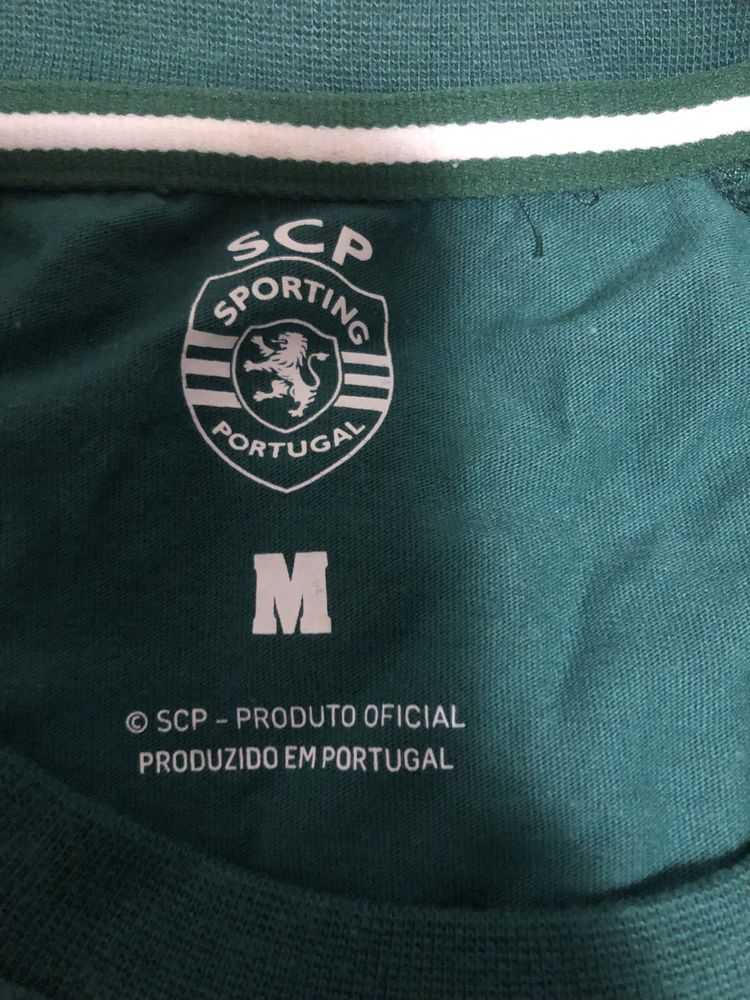 SCP
SPORTING
PORTUGAL
M
© SCP - PRODUTO OFICIAL
PRODUZIDO EM PORTUGAL